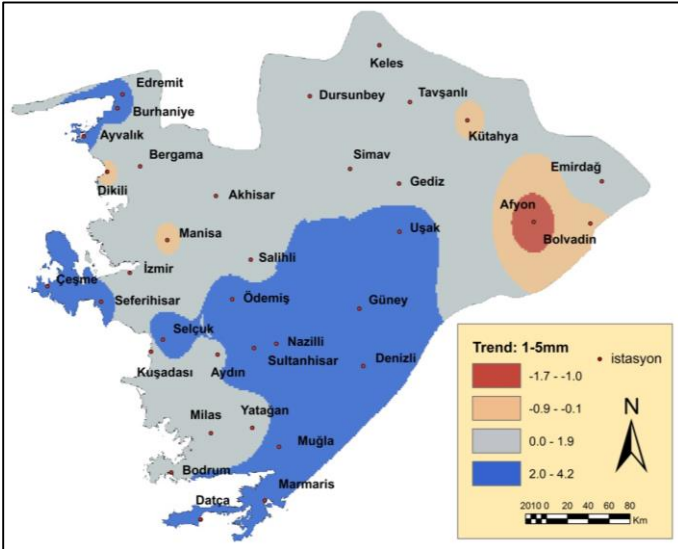 Keles
Edremit
Dursunbey
Tavşanlı
Burhaniye
Kütahya
Ayvalık
Bergama
Simav
Emirdağ
Dikili
Gediz
Akhisar
Afyon
Manisa
Uşak
Bolvadin
Salihli
İzmir
Çeşme
Seferihisar
Ödemiş
Güney
Selçuk
Nazilli
Kuşadası
Aydın
Sultanhisar
Denizli
Milas
Yatağan
Muğla
Bodrum
Marmaris
Datça
Trend: 1-5mm
istasyon
-1.7 - -1.0
-0.9 - -0.1
0.0 - 1.9
2.0 - 4.2
N
2010 0 20 40 60 80
Km